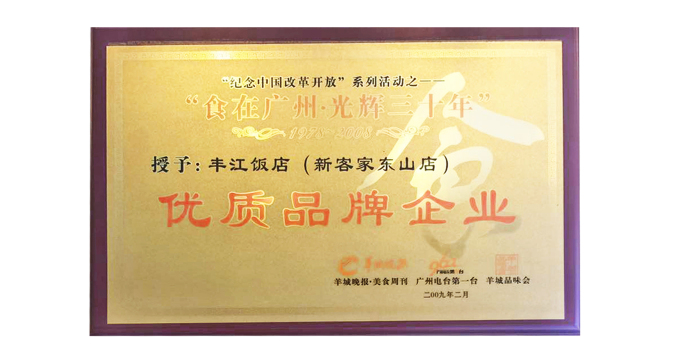 “纪念中国改革开放”系列活动之一
“食在广州·光辉三十年”
1978-2008
授予：丰江饭店（新客家东山店）
优质品牌企业
羊城晚报·美食周刊 广州电台第一台 羊城品味会
二00九年二月